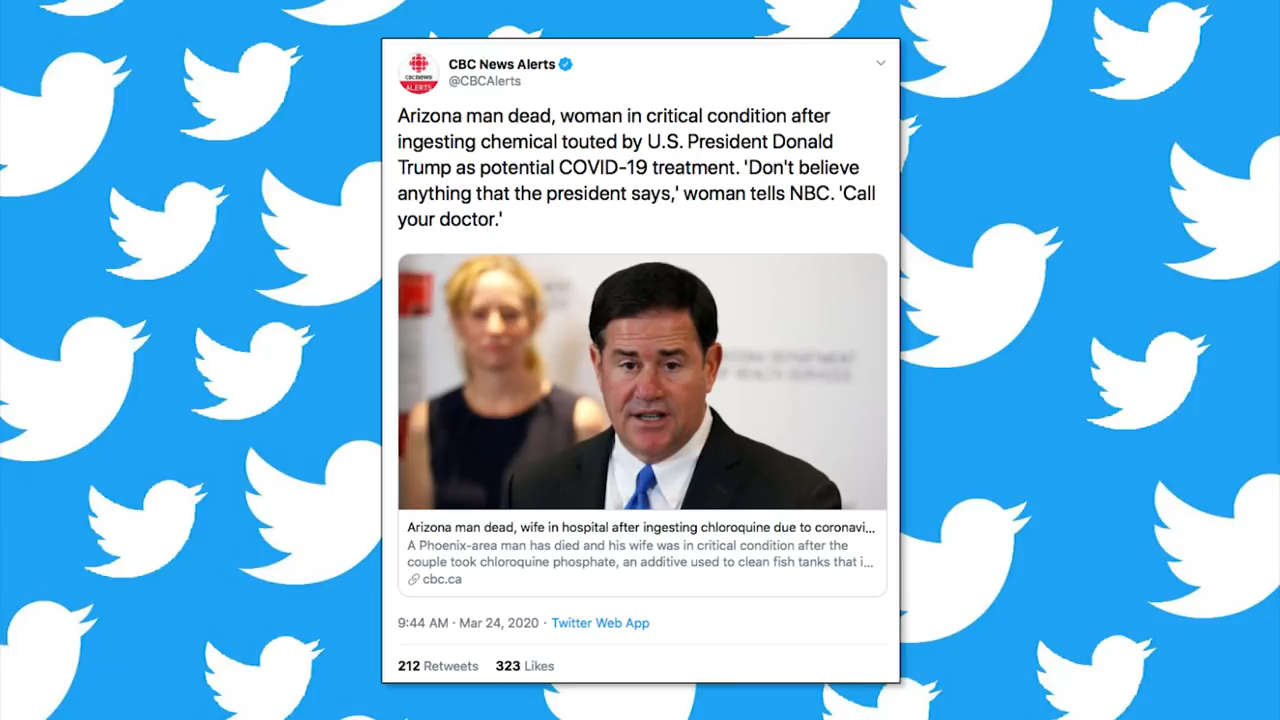 CBC News Alerts
@CBCAlerts
CBCNEWS
ALERTS
Arizona man dead, woman in critical condition after
ingesting chemical touted by U.S. President Donald
Trump as potential COVID-19 treatment. 'Don't believe
anything that the president says,' woman tells NBC. 'Call
your doctor.'
Arizona man dead, wife in hospital after ingesting chloroquine due to coronavi...
A Phoenix-area man has died and his wife was in critical condition after the
couple took chloroquine phosphate, an additive used to clean fish tanks that i...
cbc.ca
9:44 AM · Mar 24, 2020 · Twitter Web App
212 Retweets 323 Likes